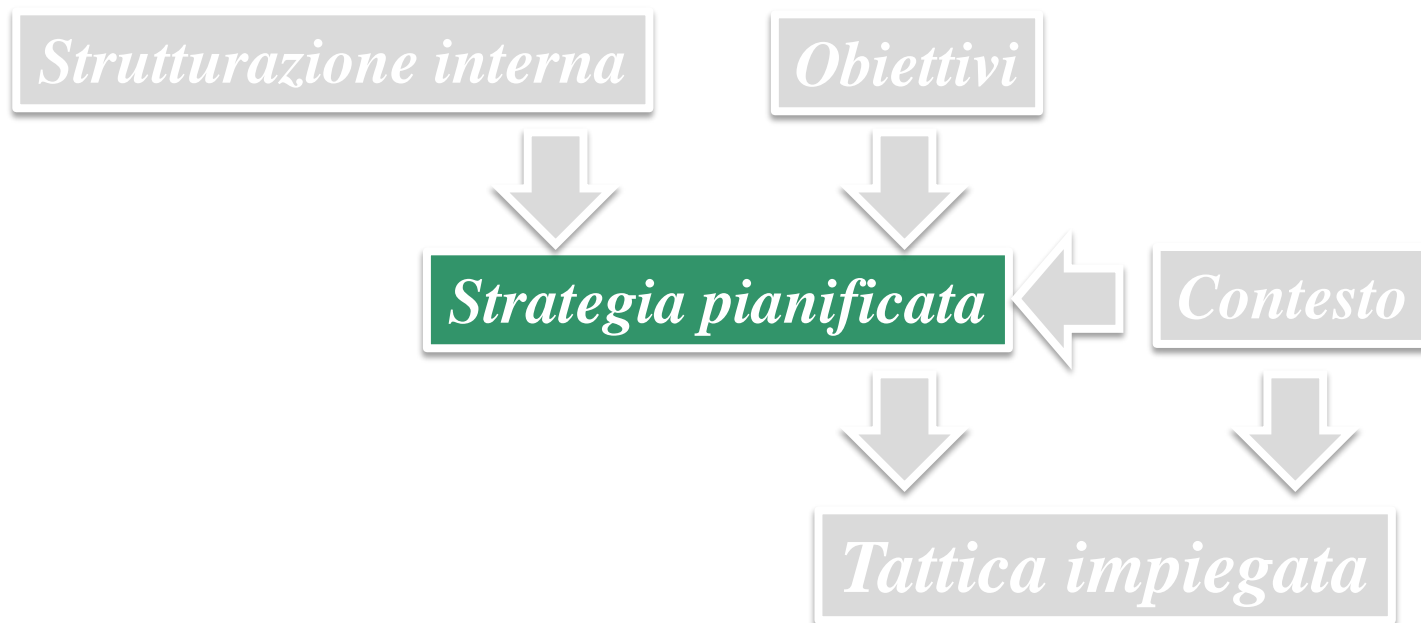 Strutturazione interna
Obiettivi
Strategia pianificata
Contesto
Tattica impiegata